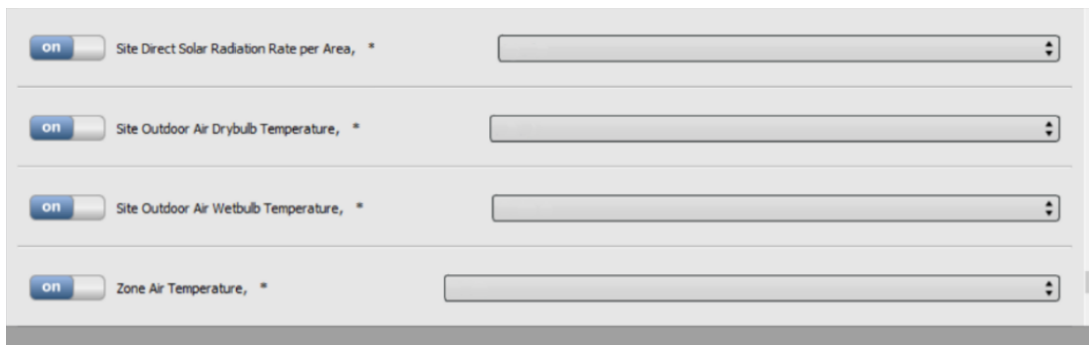 on Site Direct Solar Radiation Rate per Area, *
on Site Outdoor Air Drybulb Temperature, *
on Site Outdoor Air Wetbulb Temperature, *
on Zone Air Temperature, *